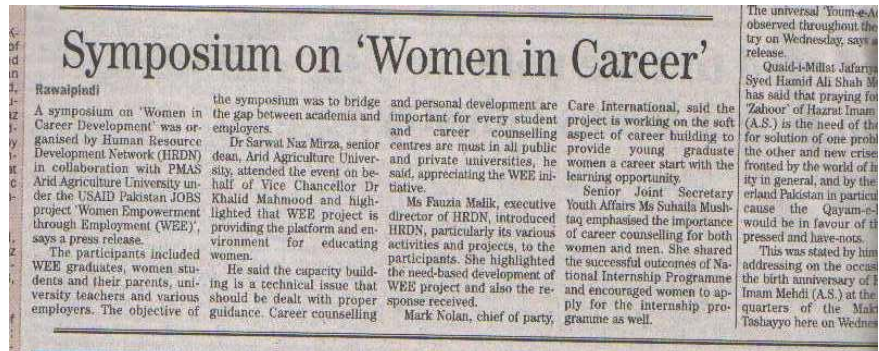 Symposium on ‘Women in Career’
Rawalpindi
A symposium on ‘Women in
Career Development’ was or-
ganised by Human Resource
Development Network (HRDN)
in collaboration with PMAS
Arid Agriculture University un-
der the USAID Pakistan JOBS
project ‘Women Empowerment
through Employment (WEE)’,
says a press release.
The participants included
WEE graduates, women stu-
dents and their parents, uni-
versity teachers and various
employers. The objective of
the symposium was to bridge
the gap between academia and
employers.
Dr Sarwat Naz Mirza, senior
dean, Arid Agriculture Univer-
sity, attended the event on be-
half of Vice Chancellor Dr
Khalid Mahmood and high-
lighted that WEE project is
providing the platform and en-
vironment for educating
women.
He said the capacity build-
ing is a technical issue that
should be dealt with proper
guidance. Career counselling
and personal development are
important for every student
and career counselling
centres are must in all public
and private universities, he
said, appreciating the WEE ini-
tiative.
Ms Fauzia Malik, executive
director of HRDN, introduced
HRDN, particularly its various
activities and projects, to the
participants. She highlighted
the need-based development of
WEE project and also the re-
sponse received.
Mark Nolan, chief of party,
Care International, said the
project is working on the soft
aspect of career building to
provide young graduate
women a career start with the
learning opportunity.
Senior Joint Secretary
Youth Affairs Ms Suhaila Mush-
taq emphasised the importance
of career counselling for both
women and men. She shared
the successful outcomes of Na-
tional Internship Programme
and encouraged women to ap-
ply for the internship pro-
gramme as well.
The universal ‘Youm-e-A
observed throughout the
try on Wednesday, says a
release.
Quaid-i-Millat Jafariya
Syed Hamid Ali Shah M
has said that praying for
‘Zahoor’ of Hazrat Imam
(A.S.) is the need of the
for solution of one probl
the other and new crises
fronted by the world of h
ity in general, and by the
erland Pakistan in particu
cause the Qayam-e-
would be in favour of th
pressed and have-nots.
This was stated by him
addressing on the occasi
the birth anniversary of
Imam Mehdi (A.S.) at the
quarters of the Mak
Tashayyo here on Wednes